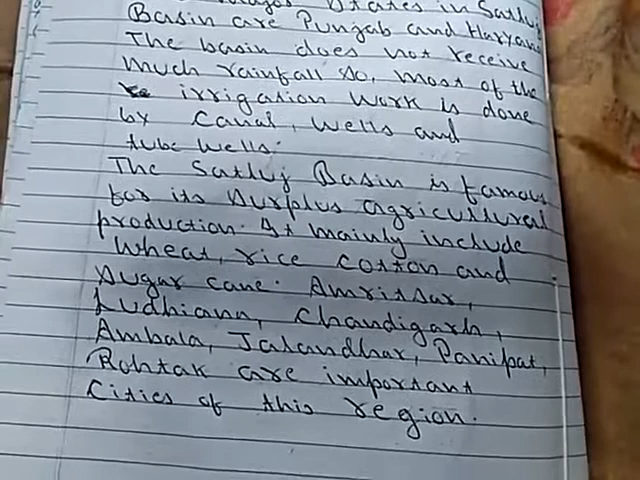 States in Satluj
Basin are Punjab and Haryana
The basin does not receive
much rainfall so, most of the
irrigation work is done
by Canal, Wells and
tube wells.
The Satluj Basin is famous
for its surplus agricultural
production. It mainly include
Wheat, rice cotton and
Sugar cane. Amritsar,
Ludhiana, Chandigarh,
Ambala, Jalandhar, Panipat,
Rohtak are important
Cities of this region.